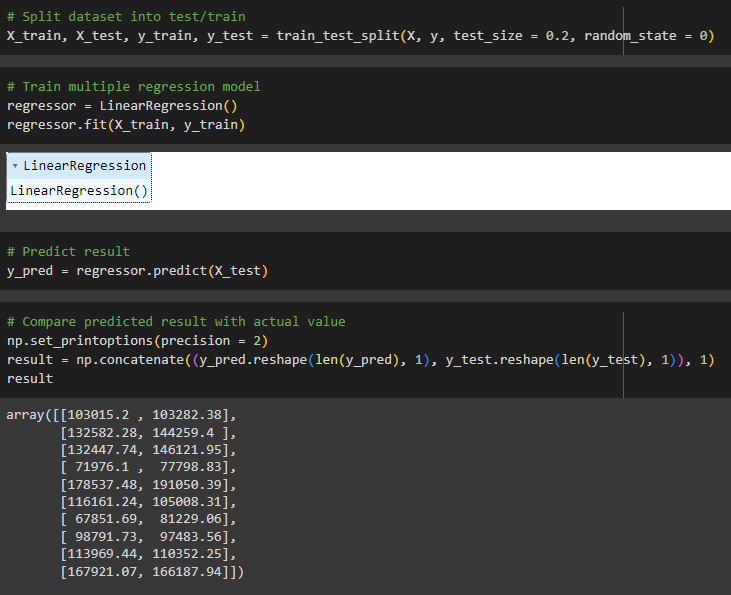 # Split dataset into test/train
X_train, X_test, y_train, y_test = train_test_split(X, y, test_size = 0.2, random_state = 0)
# Train multiple regression model
regressor = LinearRegression()
regressor.fit(X_train, y_train)
▾ LinearRegression
LinearRegression()
# Predict result
y_pred = regressor.predict(X_test)
# Compare predicted result with actual value
np.set_printoptions(precision = 2)
result = np.concatenate((y_pred.reshape(len(y_pred), 1), y_test.reshape(len(y_test), 1)), 1)
result
array([[103015.2 , 103282.38],
       [132582.28, 144259.4 ],
       [132447.74, 146121.95],
       [ 71976.1 ,  77798.83],
       [178537.48, 191050.39],
       [116161.24, 105008.31],
       [ 67851.69,  81229.06],
       [ 98791.73,  97483.56],
       [113969.44, 110352.25],
       [167921.07, 166187.94]])